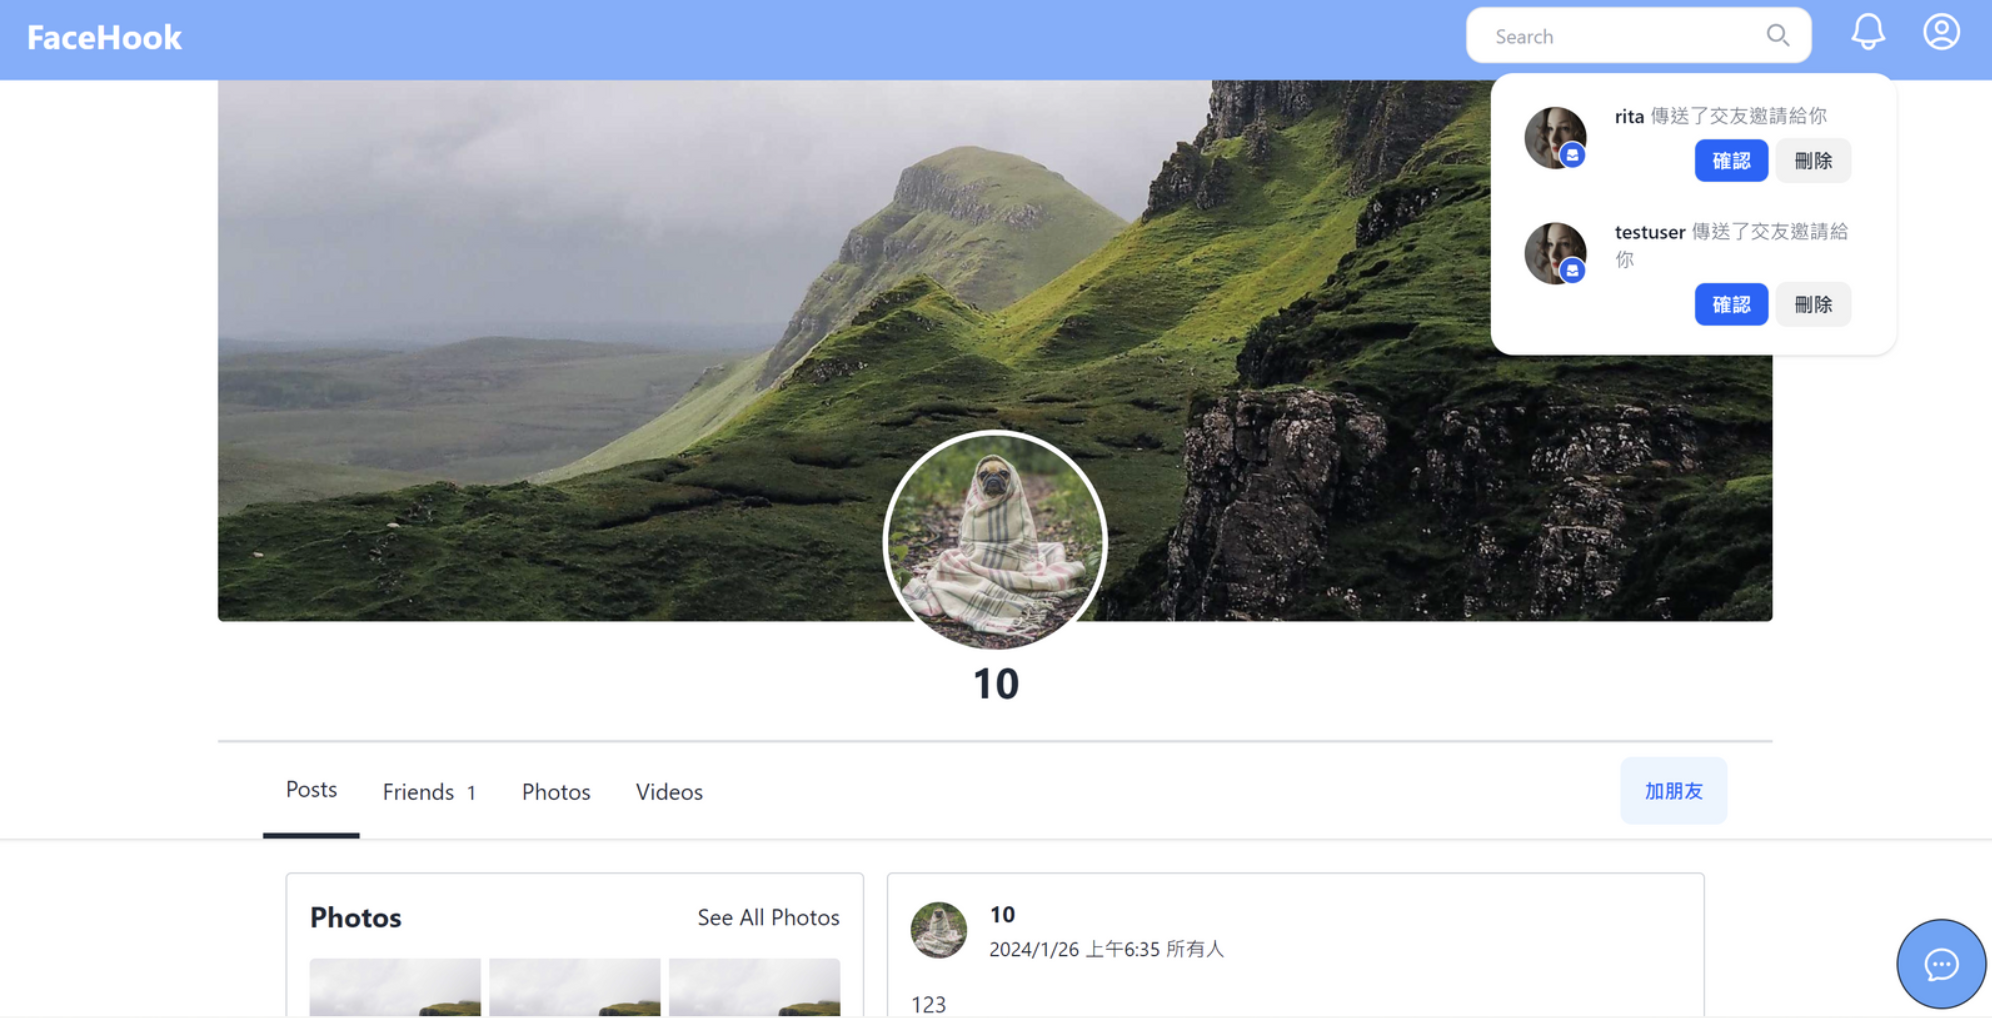 FaceHook
Search
rita 傳送了交友邀請給你
確認 刪除
testuser 傳送了交友邀請給
你
確認 刪除
10
Posts Friends 1 Photos Videos
加朋友
Photos See All Photos
10
2024/1/26 上午6:35 所有人
123